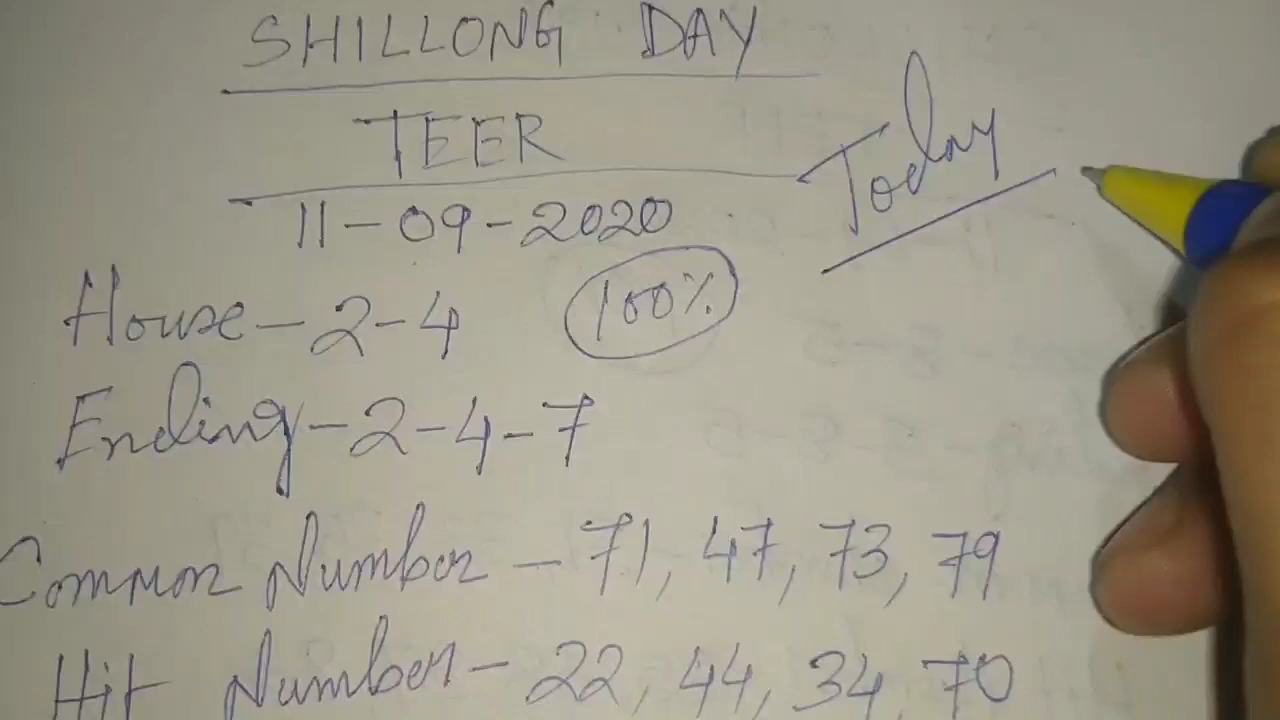 SHILLONG DAY
TEER
Today
11-09-2020
100%
House-2-4
Ending-2-4-7
Common Number - 71, 47, 73, 79
Hit Number - 22, 44, 34, 70